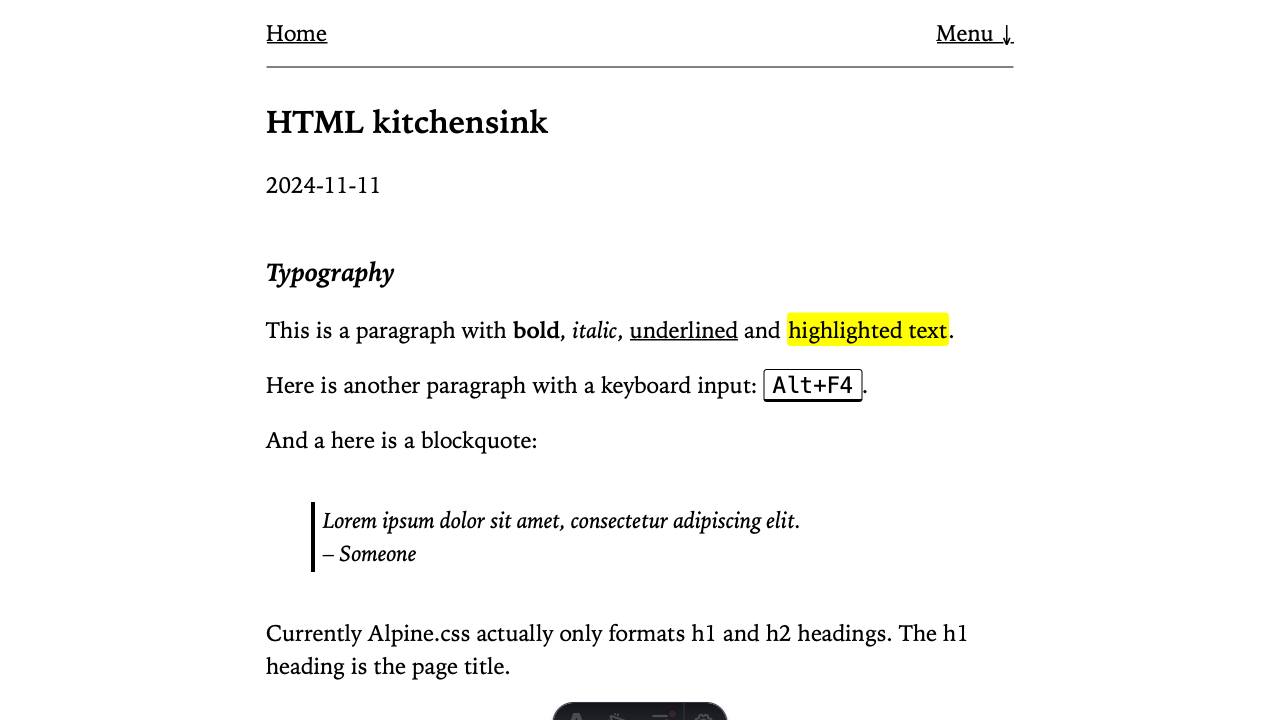 Home
Menu ↓
HTML kitchensink
2024-11-11
Typography
This is a paragraph with bold, italic, underlined and highlighted text.
Here is another paragraph with a keyboard input: Alt+F4.
And a here is a blockquote:
Lorem ipsum dolor sit amet, consectetur adipiscing elit.
– Someone
Currently Alpine.css actually only formats h1 and h2 headings. The h1
heading is the page title.